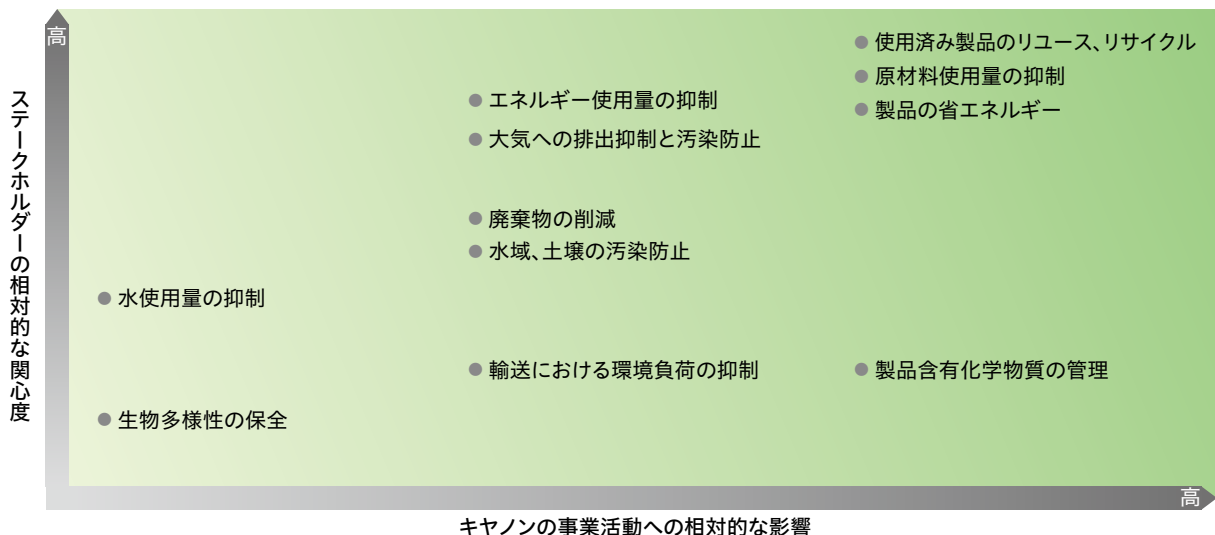 高
ステークホルダーの相対的な関心度
使用済み製品のリユース、リサイクル
原材料使用量の抑制
製品の省エネルギー
エネルギー使用量の抑制
大気への排出抑制と汚染防止
廃棄物の削減
水域、土壌の汚染防止
水使用量の抑制
輸送における環境負荷の抑制
製品含有化学物質の管理
生物多様性の保全
高
キヤノンの事業活動への相対的な影響